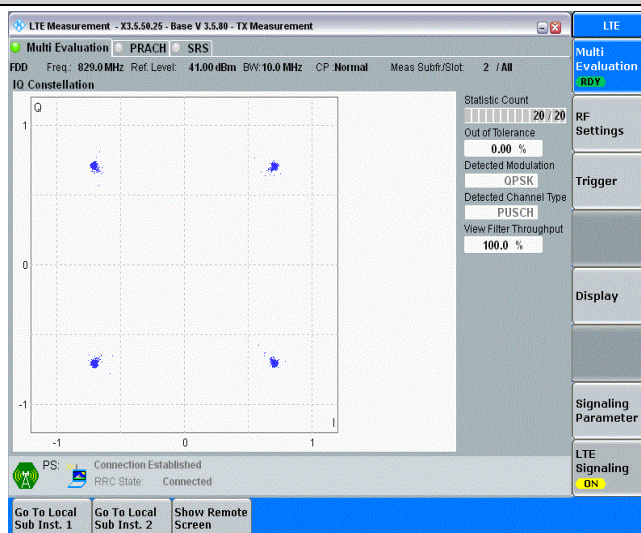 LTE Measurement - X3.5.50.25 - Base V 3.5.80 - TX Measurement
LTE
Multi Evaluation PRACH SRS
FDD Freq.: 829.0 MHz Ref. Level: 41.00 dBm BW: 10.0 MHz CP :Normal Meas Subfr./Slot: 2 / All
IQ Constellation
Q
1
0
-1
-1 0 1
I
Statistic Count
20 / 20
Out of Tolerance
0.00 %
Detected Modulation
QPSK
Detected Channel Type
PUSCH
View Filter Throughput
100.0 %
PS: Connection Established
RRC State: Connected
Multi
Evaluation
RDY
RF
Settings
Trigger
Display
Signaling
Parameter
LTE
Signaling
ON
Go To Local
Sub Inst. 1
Go To Local
Sub Inst. 2
Show Remote
Screen